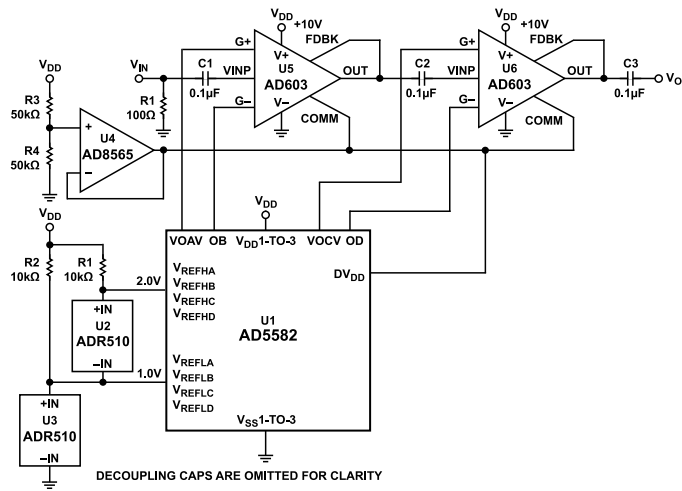 VDD
+10V
FDBK
VDD
+10V
FDBK
G+
V+
U5
AD603
OUT
VINP
G–
V–
COMM
G+
V+
U6
AD603
OUT
VINP
G–
V–
COMM
VIN
C1
0.1µF
C2
0.1µF
C3
0.1µF
VO
R1
100Ω
VDD
R3
50kΩ
R4
50kΩ
+
U4
AD8565
–
VDD
R2
10kΩ
R1
10kΩ
2.0V
+IN
U2
ADR510
–IN
1.0V
+IN
U3
ADR510
–IN
VDD
VOAV
OB
VDD1-TO-3
VOCV
OD
DVDD
VREFHA
VREFHB
VREFHC
VREFHD
U1
AD5582
VREFLA
VREFLB
VREFLC
VREFLD
VSS1-TO-3
DECOUPLING CAPS ARE OMITTED FOR CLARITY